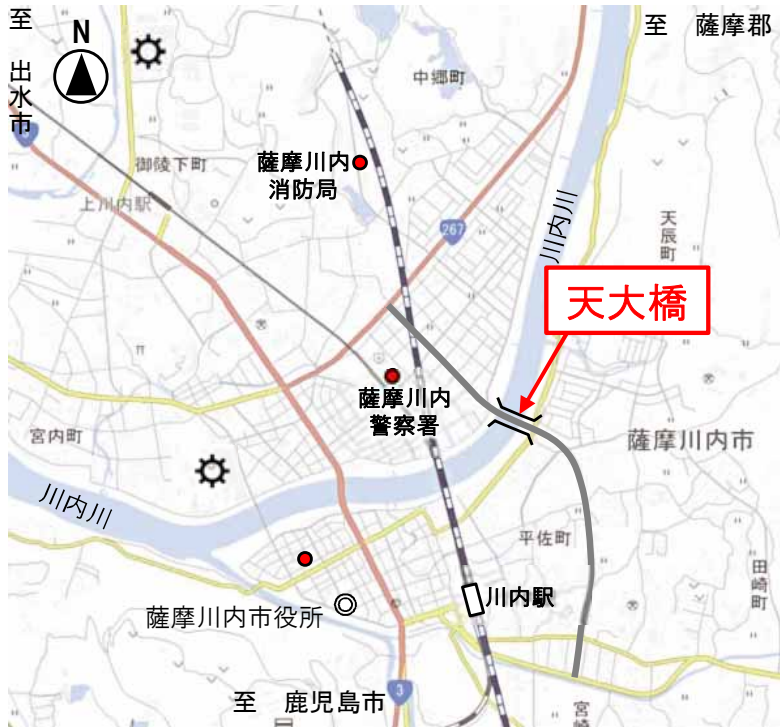 至
出水市
N
至 薩摩郡
中郷町
3
御陵下町
薩摩川内
消防局
上川内駅
267
川内川
天辰町
天大橋
薩摩川内
警察署
宮内町
薩摩川内市
川内川
平佐町
田崎町
川内駅
薩摩川内市役所
3
至 鹿児島市
宮崎